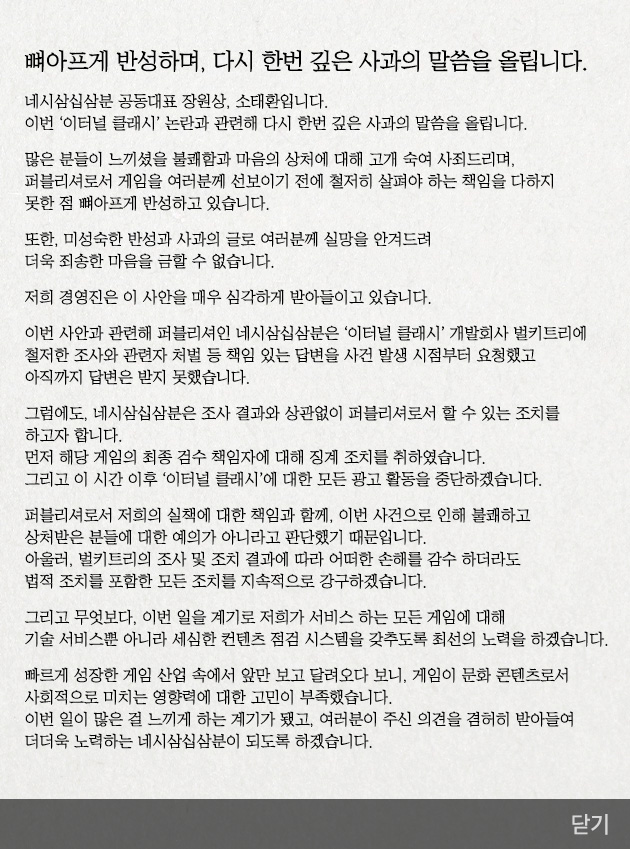 뼈아프게 반성하며, 다시 한번 깊은 사과의 말씀을 올립니다.
네시삼십삼분 공동대표 장원상, 소태환입니다.
이번 ‘이터널 클래시’ 논란과 관련해 다시 한번 깊은 사과의 말씀을 올립니다.
많은 분들이 느끼셨을 불쾌함과 마음의 상처에 대해 고개 숙여 사죄드리며,
퍼블리셔로서 게임을 여러분께 선보이기 전에 철저히 살펴야 하는 책임을 다하지
못한 점 뼈아프게 반성하고 있습니다.
또한, 미성숙한 반성과 사과의 글로 여러분께 실망을 안겨드려
더욱 죄송한 마음을 금할 수 없습니다.
저희 경영진은 이 사안을 매우 심각하게 받아들이고 있습니다.
이번 사안과 관련해 퍼블리셔인 네시삼십삼분은 ‘이터널 클래시’ 개발회사 벌키트리에
철저한 조사와 관련자 처벌 등 책임 있는 답변을 사건 발생 시점부터 요청했고
아직까지 답변은 받지 못했습니다.
그럼에도, 네시삼십삼분은 조사 결과와 상관없이 퍼블리셔로서 할 수 있는 조치를
하고자 합니다.
먼저 해당 게임의 최종 검수 책임자에 대해 징계 조치를 취하였습니다.
그리고 이 시간 이후 ‘이터널 클래시’에 대한 모든 광고 활동을 중단하겠습니다.
퍼블리셔로서 저희의 실책에 대한 책임과 함께, 이번 사건으로 인해 불쾌하고
상처받은 분들에 대한 예의가 아니라고 판단했기 때문입니다.
아울러, 벌키트리의 조사 및 조치 결과에 따라 어떠한 손해를 감수 하더라도
법적 조치를 포함한 모든 조치를 지속적으로 강구하겠습니다.
그리고 무엇보다, 이번 일을 계기로 저희가 서비스 하는 모든 게임에 대해
기술 서비스뿐 아니라 세심한 컨텐츠 점검 시스템을 갖추도록 최선의 노력을 하겠습니다.
빠르게 성장한 게임 산업 속에서 앞만 보고 달려오다 보니, 게임이 문화 콘텐츠로서
사회적으로 미치는 영향력에 대한 고민이 부족했습니다.
이번 일이 많은 걸 느끼게 하는 계기가 됐고, 여러분이 주신 의견을 겸허히 받아들여
더더욱 노력하는 네시삼십삼분이 되도록 하겠습니다.
닫기